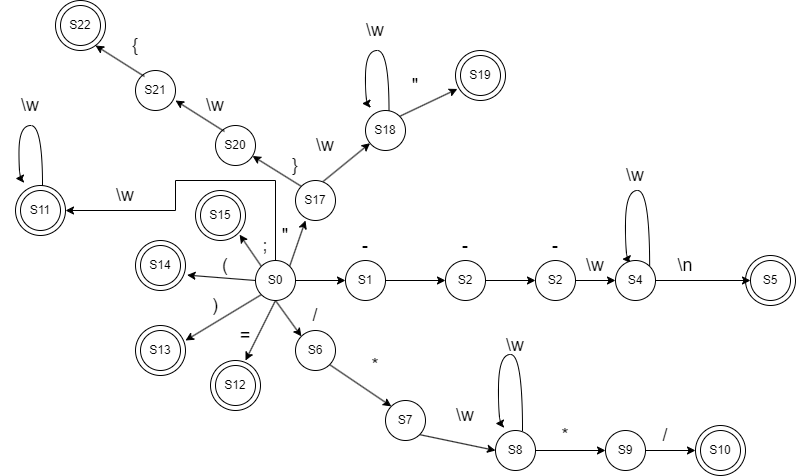 S22
{
\w
S21
\w
S18
"
S19
\w
\w
S20
}
\w
S11
\w
S17
S15
"
;
S14
(
S0
-
S1
-
S2
-
S2
\w
\w
S4
\n
S5
)
/
S13
=
S6
*
S12
\w
S7
\w
S8
*
S9
/
S10